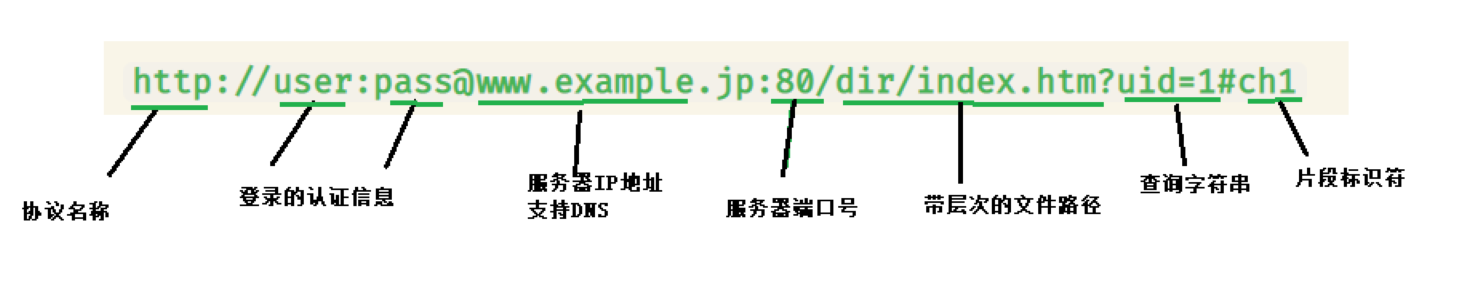 http://user:pass@www.example.jp:80/dir/index.htm?uid=1#ch1
协议名称
登录的认证信息
服务器IP地址
支持DNS
服务器端口号
带层次的文件路径
查询字符串
片段标识符